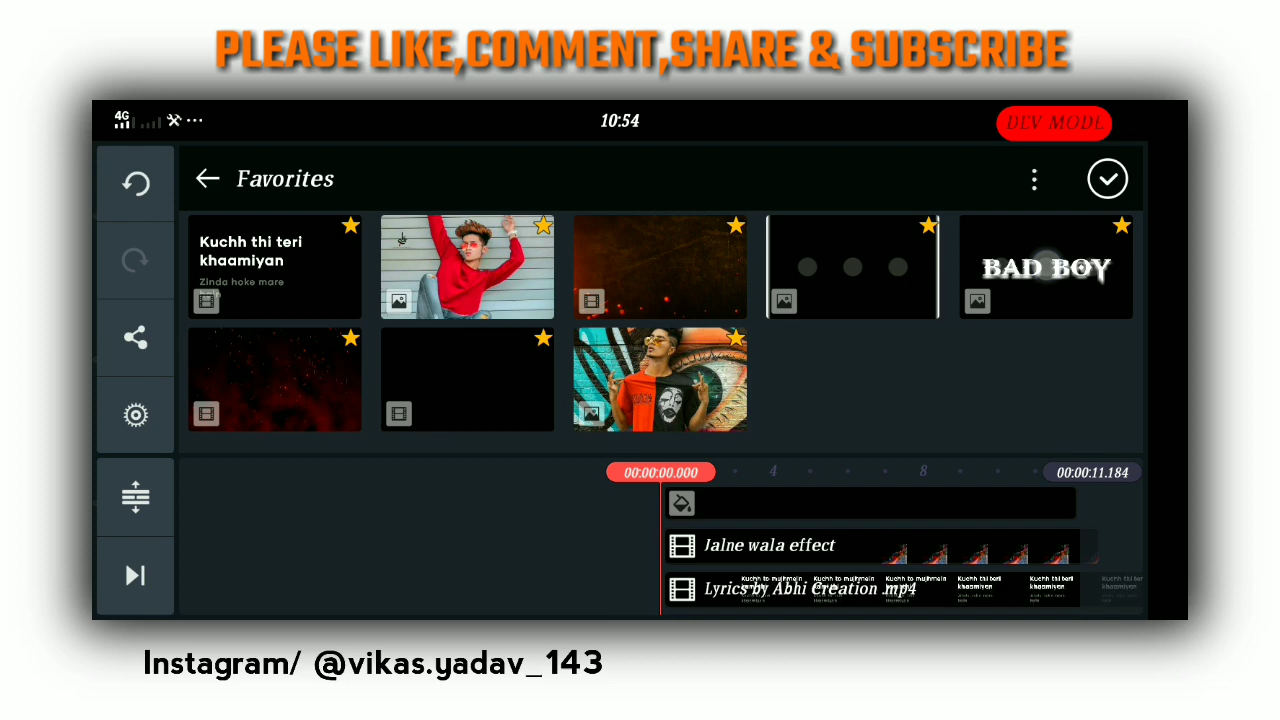 PLEASE LIKE,COMMENT,SHARE & SUBSCRIBE
4G
10:54
DEV MODE
Favorites
Kuchh thi teri
khaamiyan
Zinda hoke mare
BAD BOY
00:00:00.000
4
8
00:00:11.184
Jalne wala effect
Lyrics by Abhi Creation .mp4
Instagram/ @vikas.yadav_143